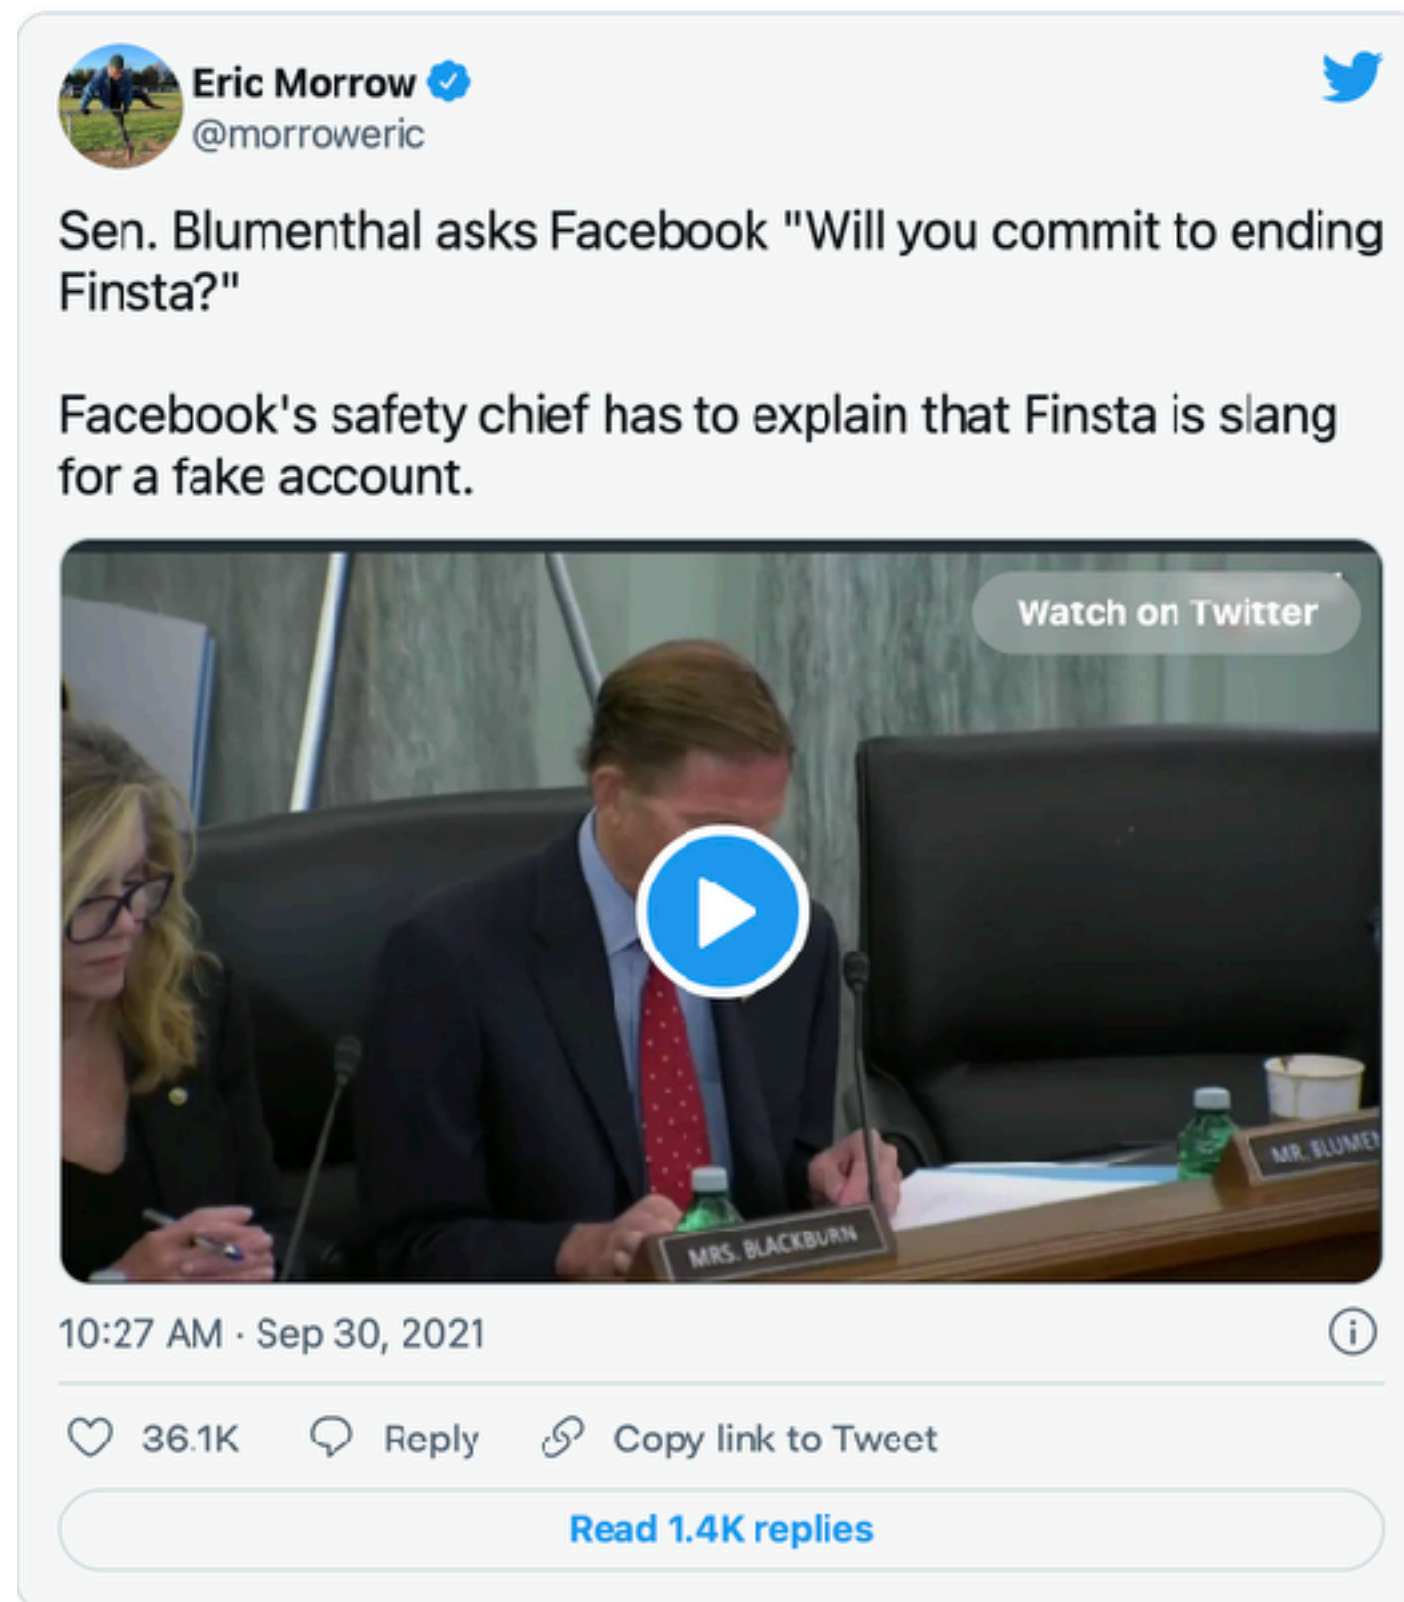 Eric Morrow
@morroweric
Sen. Blumenthal asks Facebook "Will you commit to ending
Finsta?"
Facebook's safety chief has to explain that Finsta is slang
for a fake account.
Watch on Twitter
MR. BLUMEN
MRS. BLACKBURN
10:27 AM · Sep 30, 2021
36.1K Reply Copy link to Tweet
Read 1.4K replies